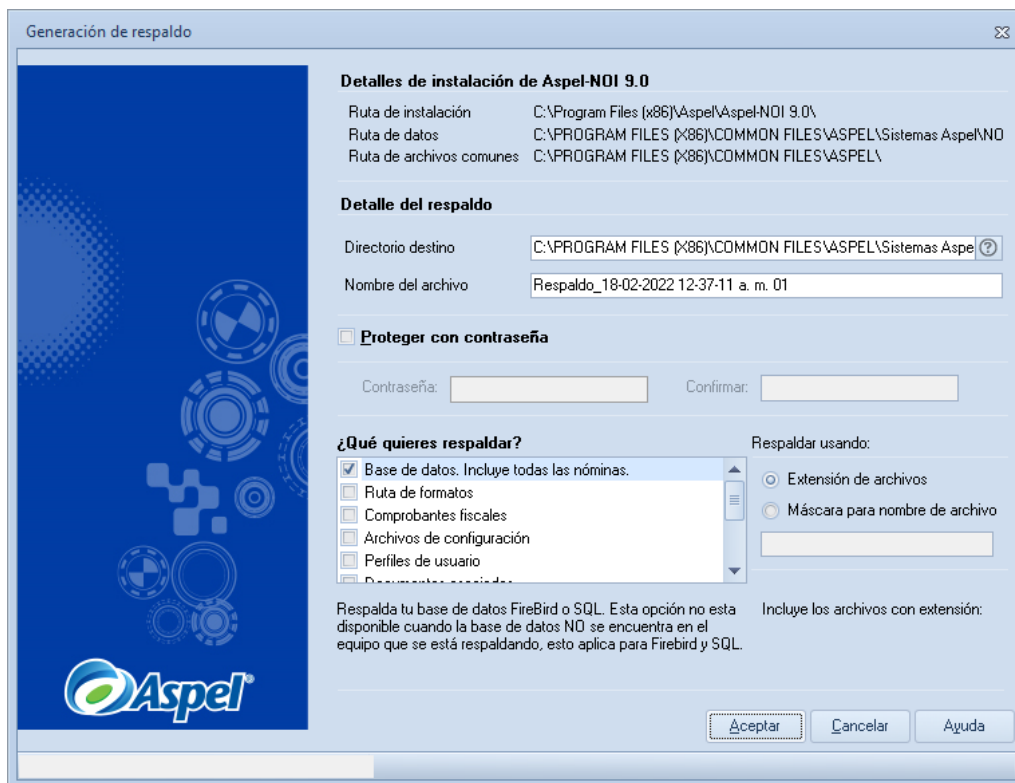 Generación de respaldo
Detalles de instalación de Aspel-NOI 9.0
Ruta de instalación C:\Program Files (x86)\Aspel\Aspel-NOI 9.0\
Ruta de datos C:\PROGRAM FILES (X86)\COMMON FILES\ASPEL\Sistemas Aspel\NO
Ruta de archivos comunes C:\PROGRAM FILES (X86)\COMMON FILES\ASPEL\
Detalle del respaldo
Directorio destino C:\PROGRAM FILES (X86)\COMMON FILES\ASPEL\Sistemas Aspe
Nombre del archivo Respaldo_18-02-2022 12-37-11 a. m. 01
Proteger con contraseña
Contraseña: Confirmar:
¿Qué quieres respaldar?
Base de datos. Incluye todas las nóminas.
Ruta de formatos
Comprobantes fiscales
Archivos de configuración
Perfiles de usuario
Documentos asociados
Respaldar usando:
Extensión de archivos
Máscara para nombre de archivo
Respalda tu base de datos FireBird o SQL. Esta opción no esta
disponible cuando la base de datos NO se encuentra en el
equipo que se está respaldando, esto aplica para Firebird y SQL.
Incluye los archivos con extensión:
Aspel®
Aceptar Cancelar Ayuda